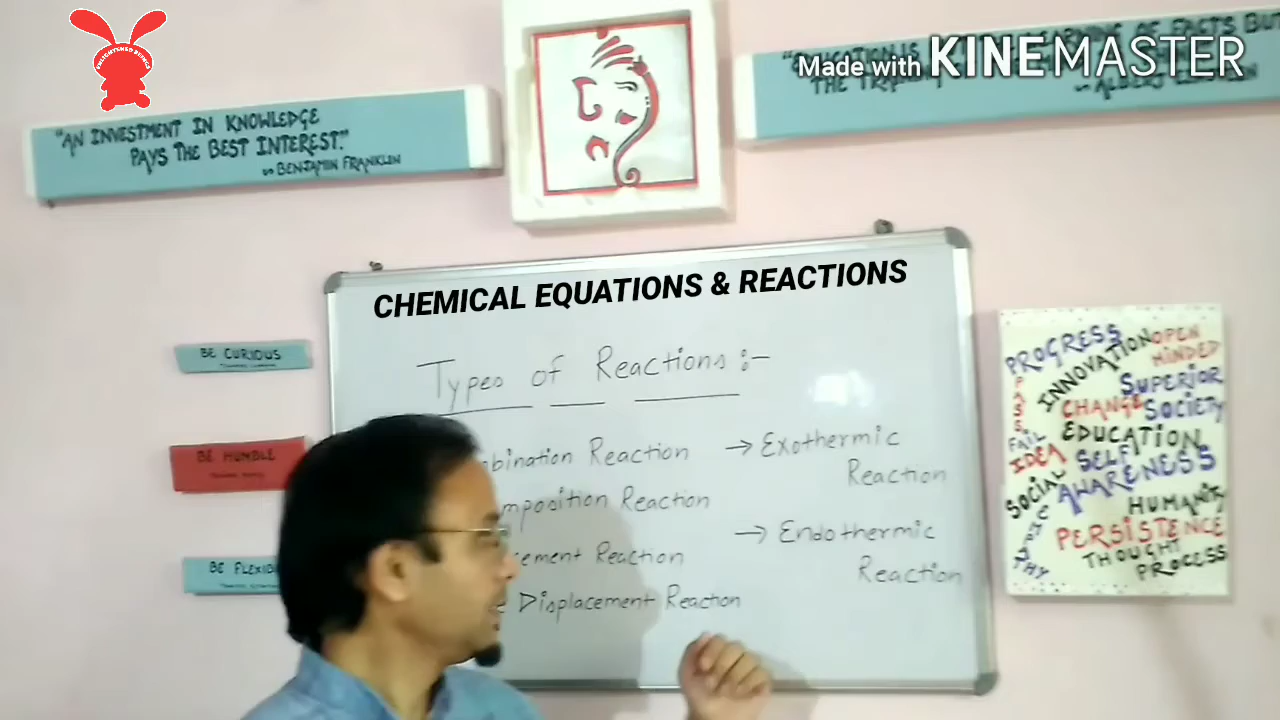 "AN INVESTMENT IN KNOWLEDGE
PAYS THE BEST INTEREST."
BENJAMIN FRANKLIN
Made with KINEMASTER
BE CURIOUS
BE HUMBLE
BE FLEXI
CHEMICAL EQUATIONS & REACTIONS
Types of Reactions :-
bination Reaction
mposition Reaction
cement Reaction
e Displacement Reaction
→ Exothermic
Reaction
→ Endothermic
Reaction
PROGRESS
OPEN
MINDED
INNOVATION
SUPERIOR
CHANGE
SOCIETY
EDUCATION
FAIL
IDEA
SELF
AWARENESS
SOCIAL
HUMANITY
PERSISTENCE
THOUGHT
PROCESS